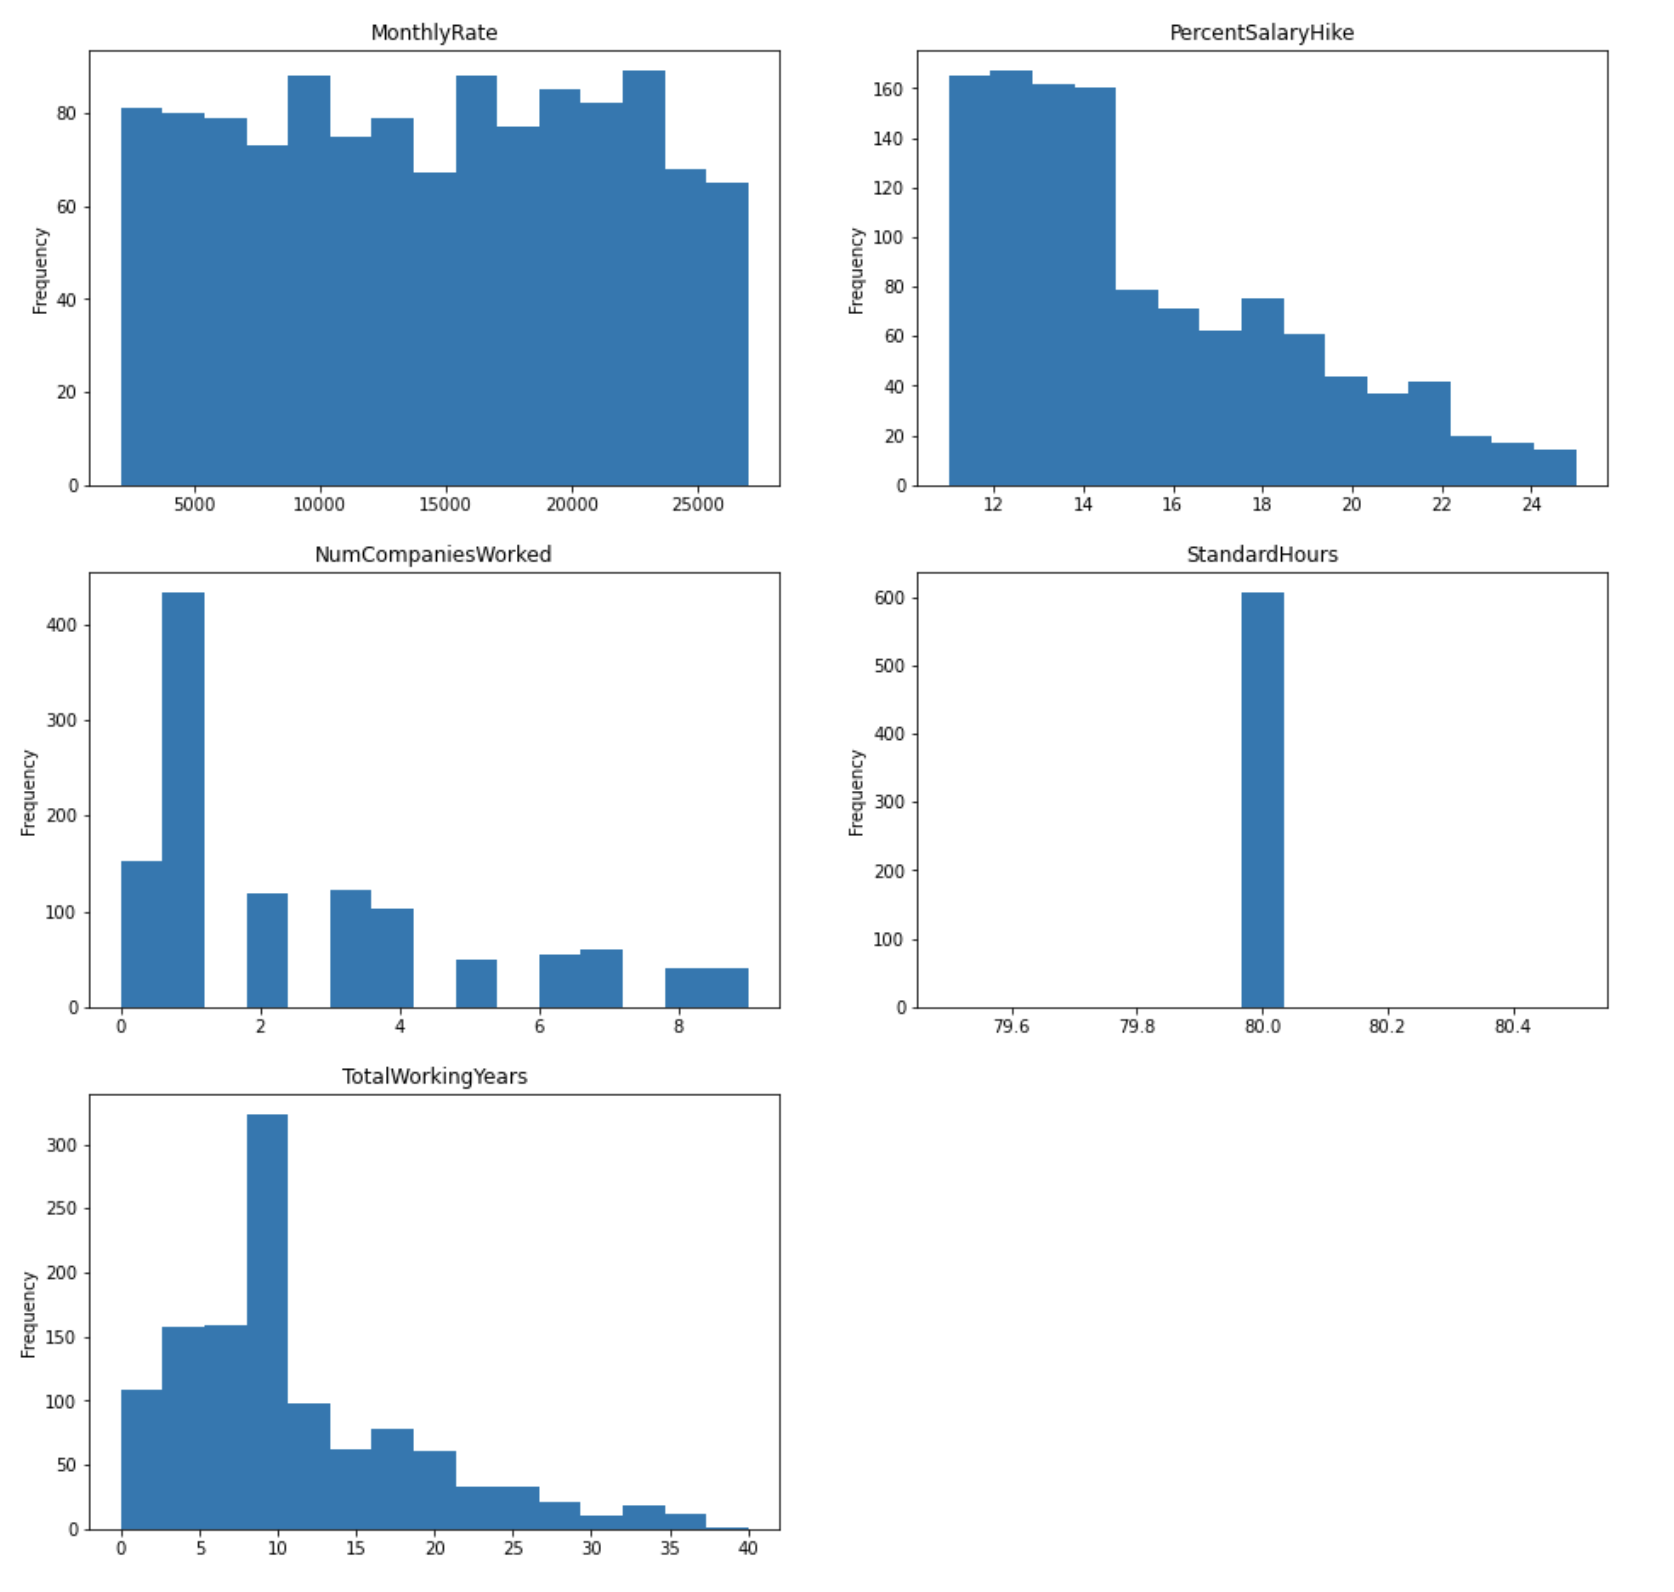 MonthlyRate
Frequency
80
60
40
20
0
5000 10000 15000 20000 25000
PercentSalaryHike
Frequency
160
140
120
100
80
60
40
20
0
12 14 16 18 20 22 24
NumCompaniesWorked
Frequency
400
300
200
100
0
0 2 4 6 8
StandardHours
Frequency
600
500
400
300
200
100
0
79.6 79.8 80.0 80.2 80.4
TotalWorkingYears
Frequency
300
250
200
150
100
50
0
0 5 10 15 20 25 30 35 40